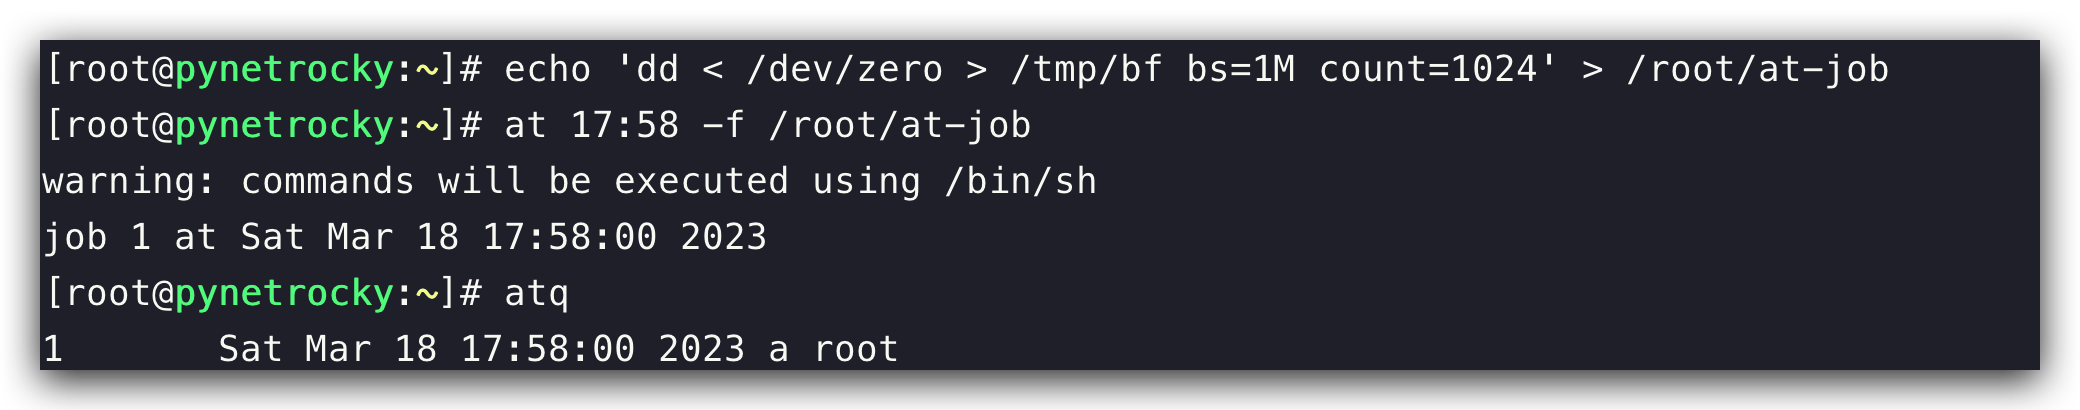 [root@pynetrocky:~]# echo 'dd < /dev/zero > /tmp/bf bs=1M count=1024' > /root/at-job
[root@pynetrocky:~]# at 17:58 -f /root/at-job
warning: commands will be executed using /bin/sh
job 1 at Sat Mar 18 17:58:00 2023
[root@pynetrocky:~]# atq
1       Sat Mar 18 17:58:00 2023 a root